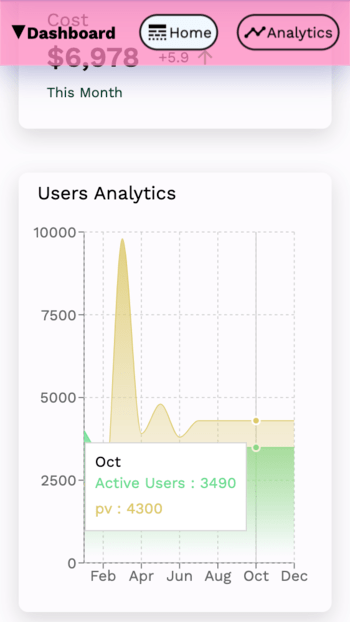 Cost
▼Dashboard
Home
Analytics
$6,978
+5.9 ↑
This Month
Users Analytics
10000
7500
5000
2500
0
Oct
Active Users : 3490
pv : 4300
Feb Apr Jun Aug Oct Dec